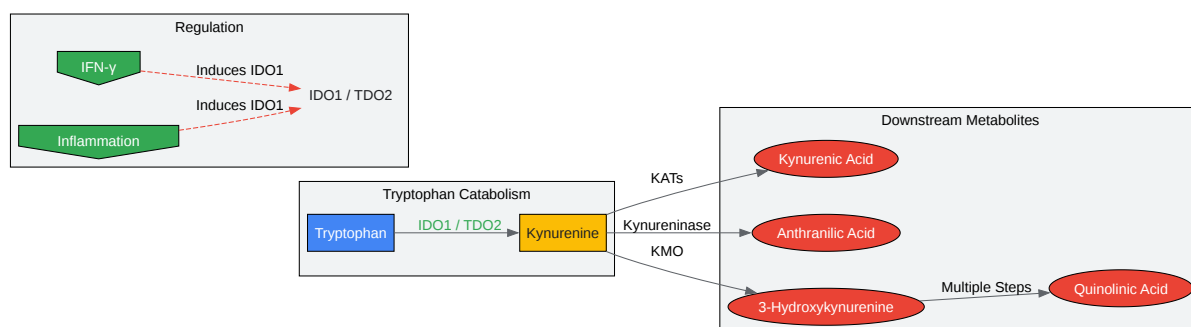 Regulation
IFN-γ
Induces IDO1
IDO1 / TDO2
Induces IDO1
Inflammation
Downstream Metabolites
Kynurenic Acid
KATs
Tryptophan Catabolism
Tryptophan
IDO1 / TDO2
Kynurenine
Kynureninase
Anthranilic Acid
KMO
3-Hydroxykynurenine
Multiple Steps
Quinolinic Acid